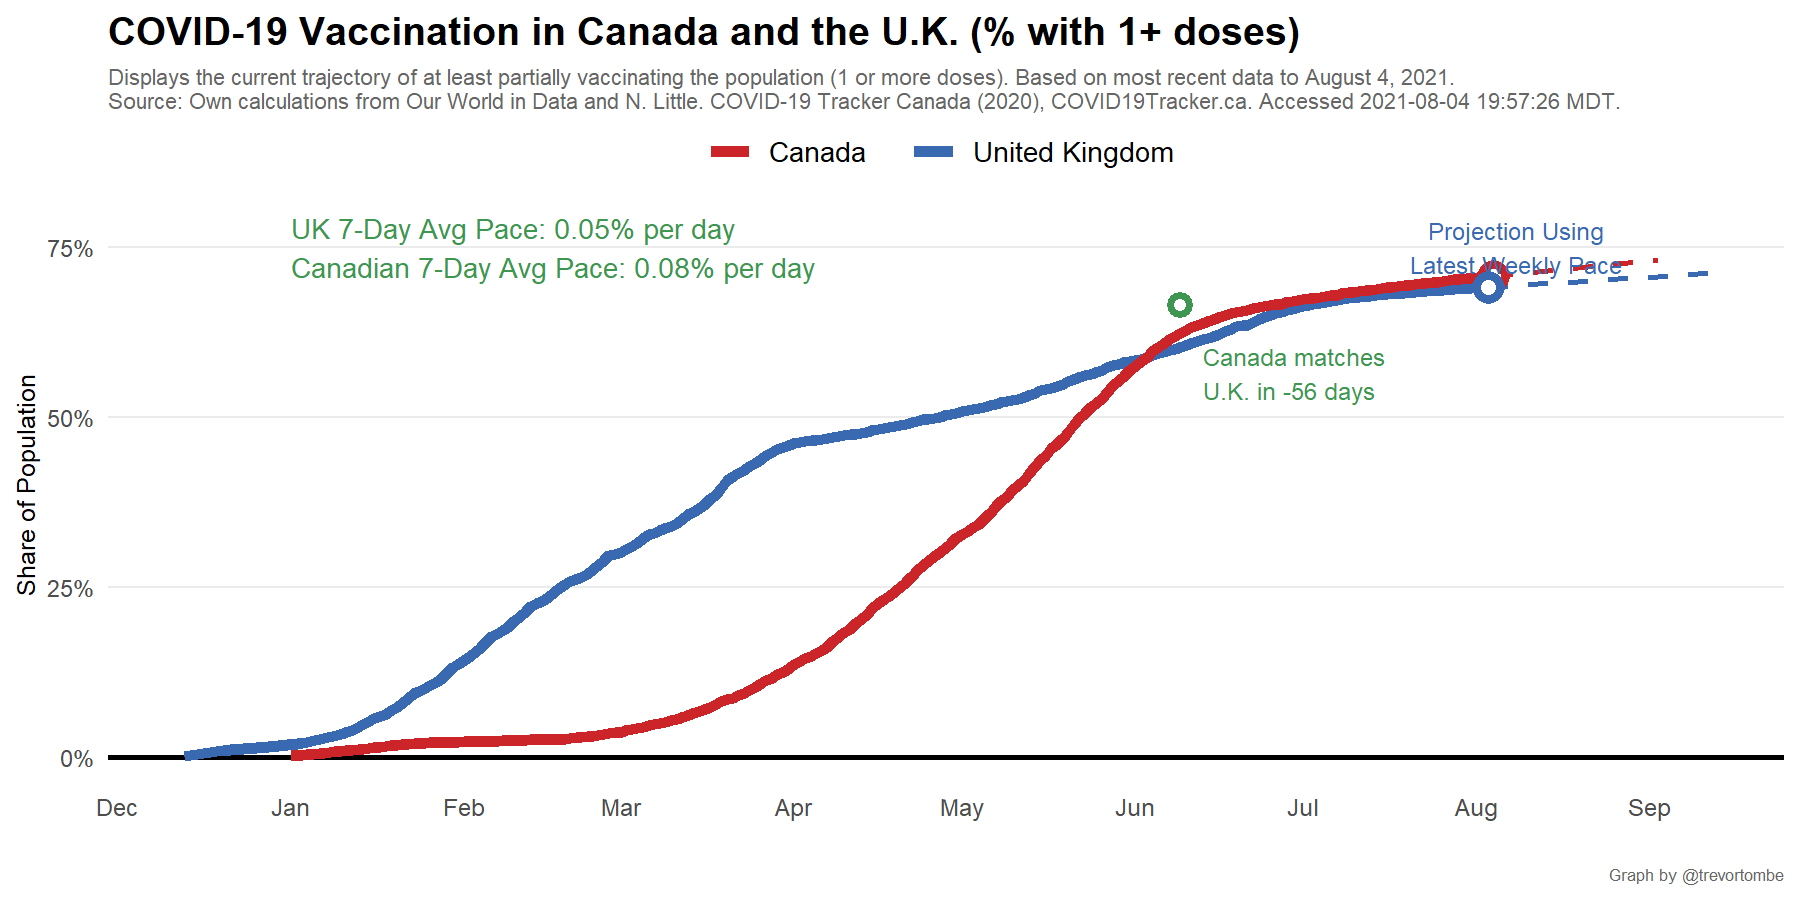 COVID-19 Vaccination in Canada and the U.K. (% with 1+ doses)
Displays the current trajectory of at least partially vaccinating the population (1 or more doses). Based on most recent data to August 4, 2021.
Source: Own calculations from Our World in Data and N. Little. COVID-19 Tracker Canada (2020), COVID19Tracker.ca. Accessed 2021-08-04 19:57:26 MDT.
Canada
United Kingdom
UK 7-Day Avg Pace: 0.05% per day
Canadian 7-Day Avg Pace: 0.08% per day
Projection Using
Latest Weekly Pace
Canada matches
U.K. in -56 days
Share of Population
75%
50%
25%
0%
Dec Jan Feb Mar Apr May Jun Jul Aug Sep
Graph by @trevortombe